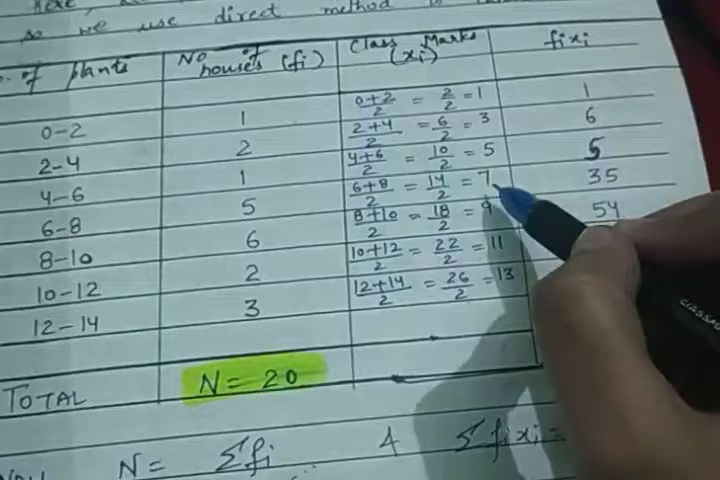 so we use direct method to
. of plants No of houses (fi) Class Marks (xi) fixi
0-2 1 0+2/2 = 2/2 = 1 1
2-4 2 2+4/2 = 6/2 = 3 6
4-6 1 4+6/2 = 10/2 = 5 5
6-8 5 6+8/2 = 14/2 = 7 35
8-10 6 8+10/2 = 18/2 = 9 54
10-12 2 10+12/2 = 22/2 = 11
12-14 3 12+14/2 = 26/2 = 13
TOTAL N = 20
N = Σfi & Σfixi =